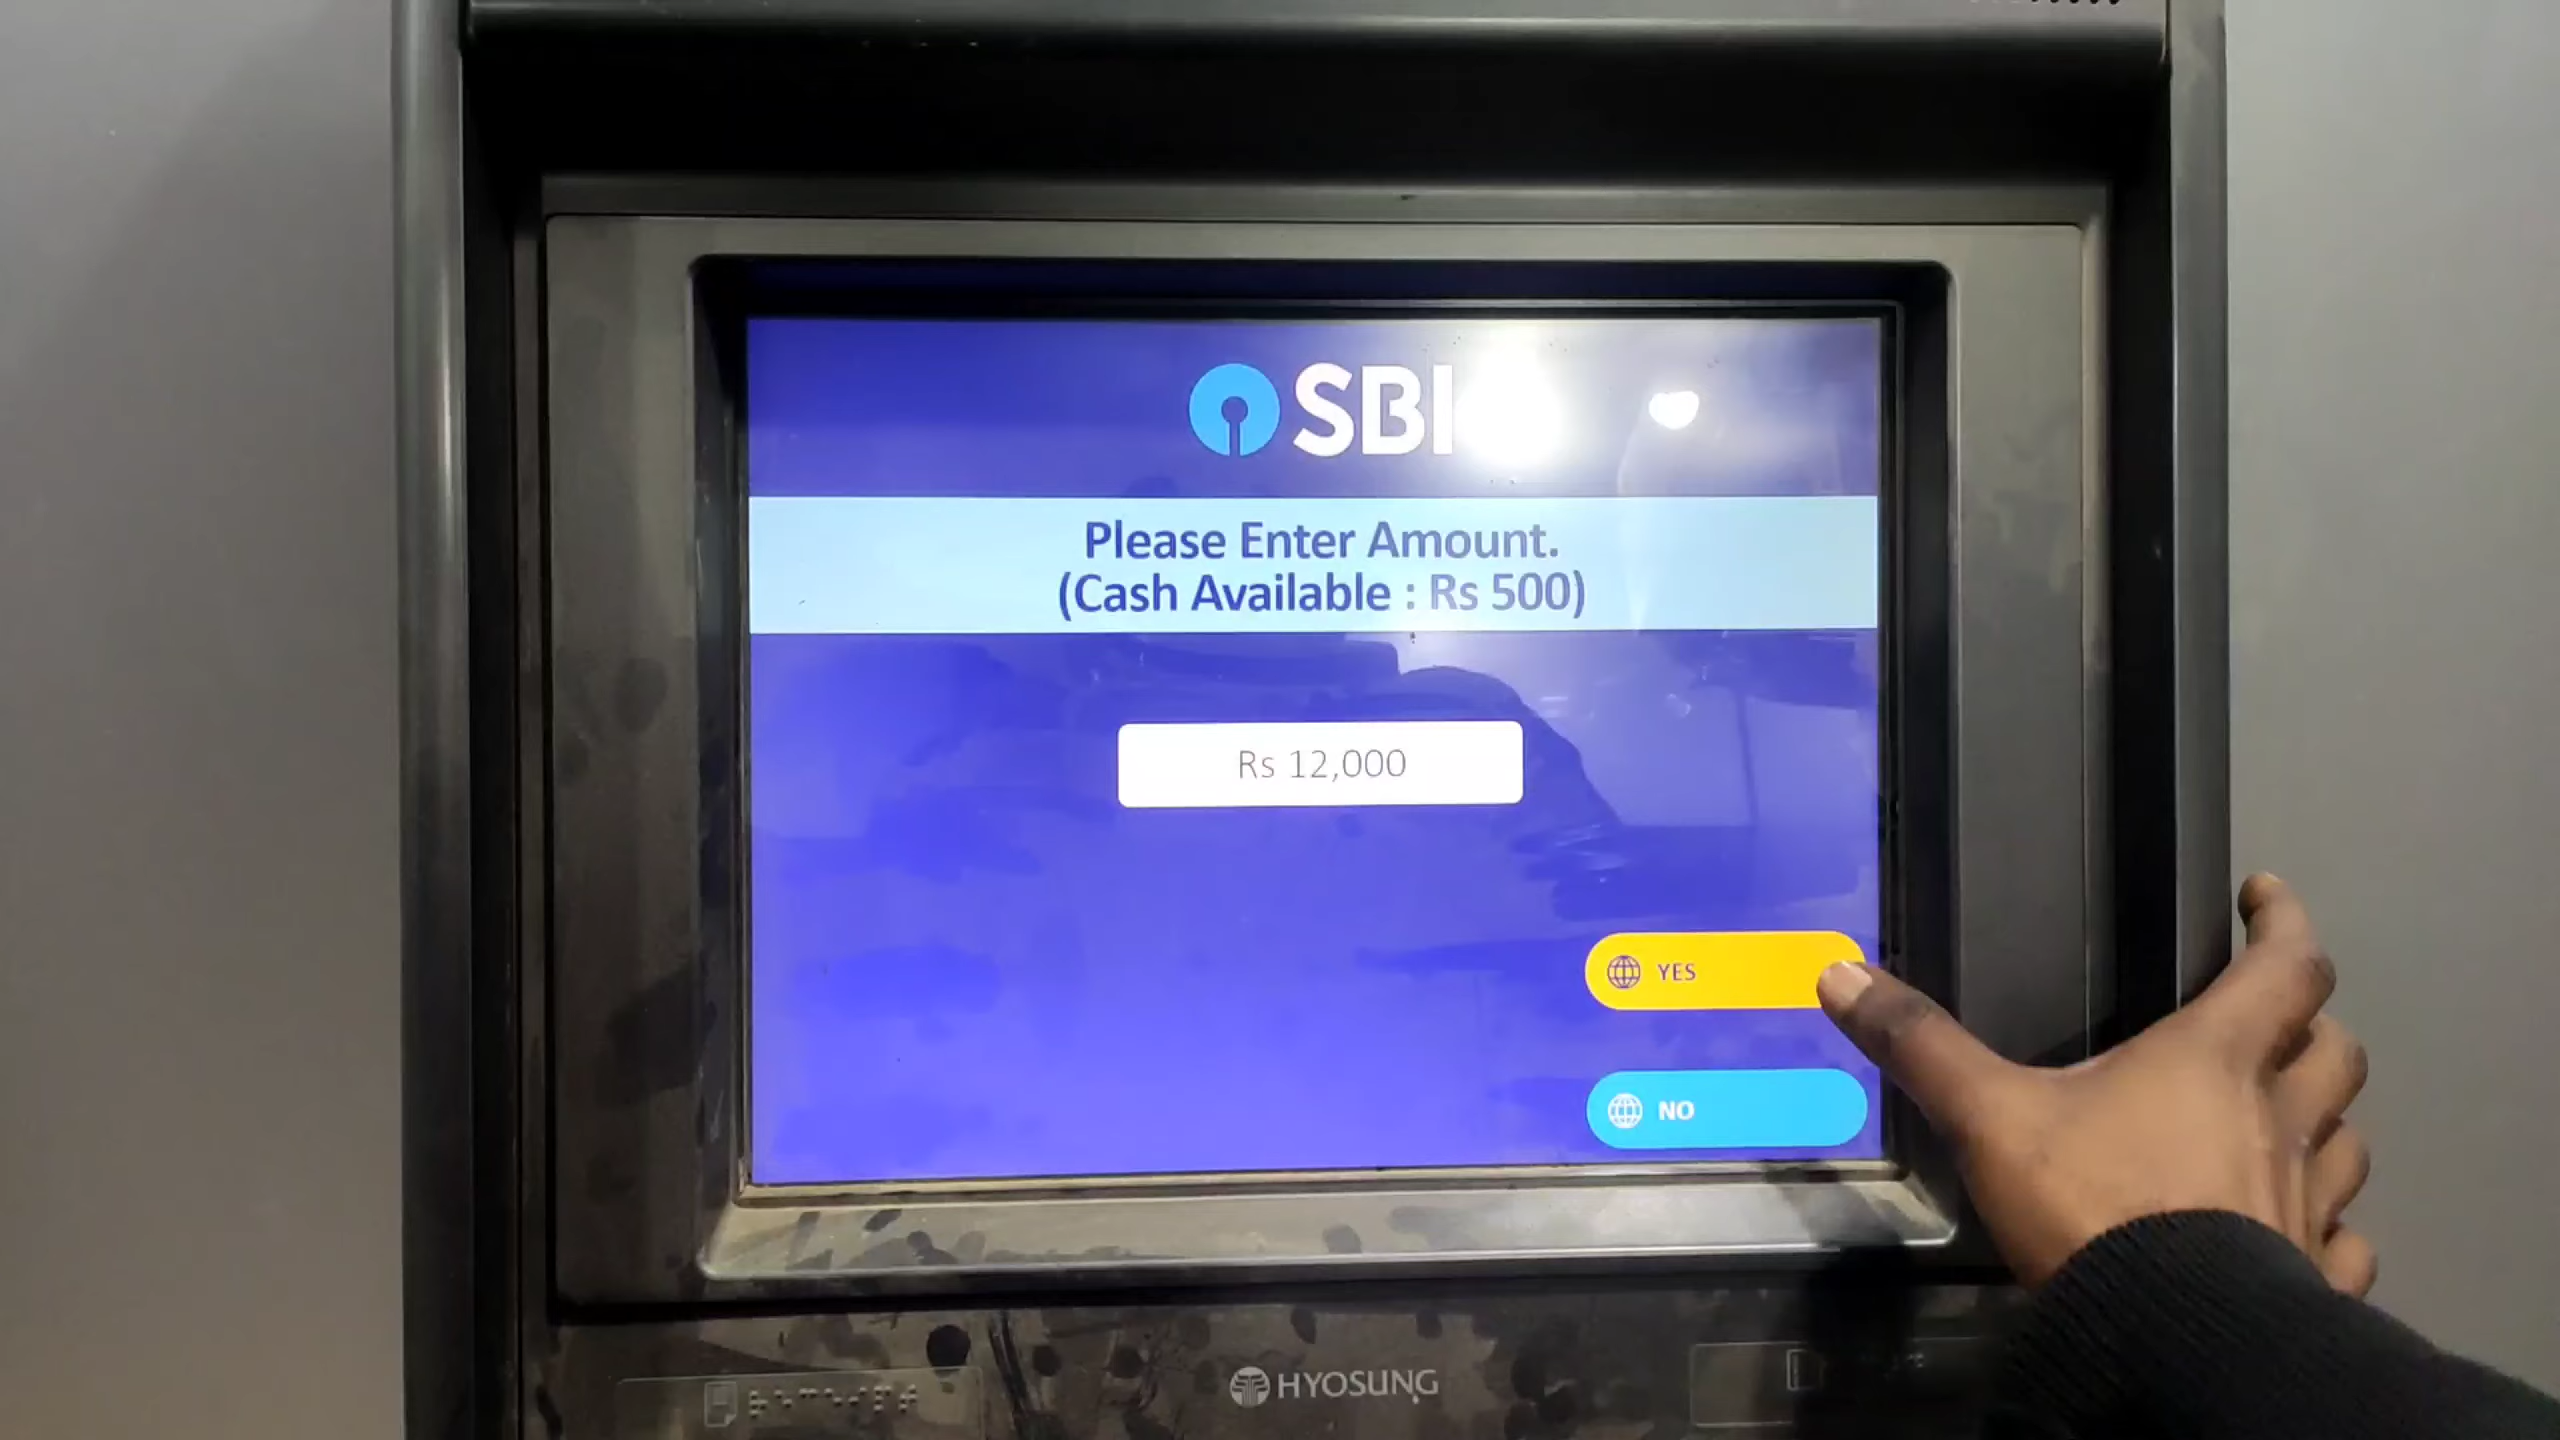 SBI
Please Enter Amount.
(Cash Available : Rs 500)
Rs 12,000
YES
NO
HYOSUNG